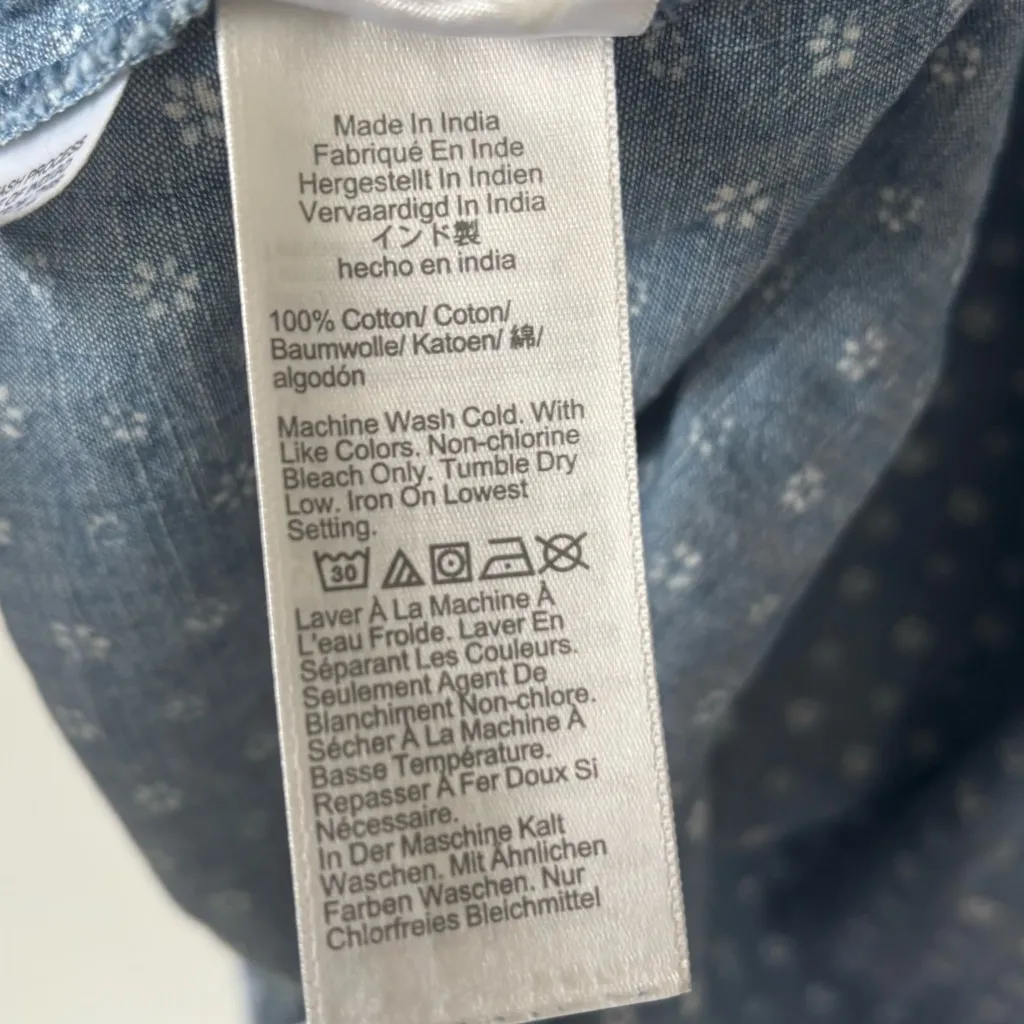 ASH PROCESS
Made In India
Fabriqué En Inde
Hergestellt In Indien
Vervaardigd In India
インド製
hecho en india
100% Cotton/ Coton/
Baumwolle/ Katoen/ 綿/
algodón
Machine Wash Cold. With
Like Colors. Non-chlorine
Bleach Only. Tumble Dry
Low. Iron On Lowest
Setting.
30
Laver À La Machine À
L'eau Froide. Laver En
Séparant Les Couleurs.
Seulement Agent De
Blanchiment Non-chlore.
Sécher À La Machine À
Basse Température.
Repasser À Fer Doux Si
Nécessaire.
In Der Maschine Kalt
Waschen. Mit Ähnlichen
Farben Waschen. Nur
Chlorfreies Bleichmittel